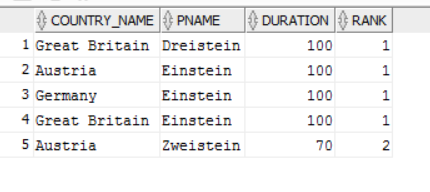 COUNTRY_NAME PNAME DURATION RANK
1 Great Britain Dreistein 100 1
2 Austria Einstein 100 1
3 Germany Einstein 100 1
4 Great Britain Einstein 100 1
5 Austria Zweistein 70 2